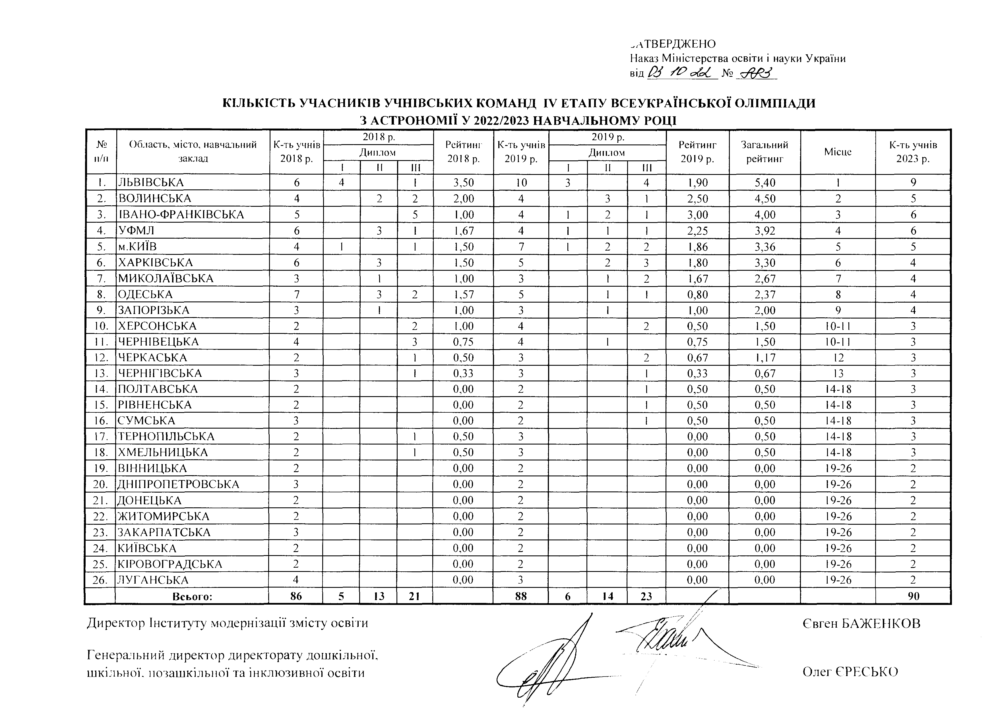 ЗАТВЕРДЖЕНО
Наказ Міністерства освіти і науки України
від 03 10 22 № 883
КІЛЬКІСТЬ УЧАСНИКІВ УЧНІВСЬКИХ КОМАНД IV ЕТАПУ ВСЕУКРАЇНСЬКОЇ ОЛІМПІАДИ
З АСТРОНОМІЇ У 2022/2023 НАВЧАЛЬНОМУ РОЦІ
№ п/п Область, місто, навчальний заклад К-ть учнів 2018 р. 2018 р. Диплом I II III Рейтинг 2018 р. К-ть учнів 2019 р. 2019 р. Диплом I II III Рейтинг 2019 р. Загальний рейтинг Місце К-ть учнів 2023 р.
1. ЛЬВІВСЬКА 6 4 1 3,50 10 3 4 1,90 5,40 1 9
2. ВОЛИНСЬКА 4 2 2 2,00 4 3 1 2,50 4,50 2 5
3. ІВАНО-ФРАНКІВСЬКА 5 5 1,00 4 1 2 1 3,00 4,00 3 6
4. УФМЛ 6 3 1 1,67 4 1 1 1 2,25 3,92 4 6
5. м.КИЇВ 4 1 1 1,50 7 1 2 2 1,86 3,36 5 5
6. ХАРКІВСЬКА 6 3 1,50 5 2 3 1,80 3,30 6 4
7. МИКОЛАЇВСЬКА 3 1 1,00 3 1 2 1,67 2,67 7 4
8. ОДЕСЬКА 7 3 2 1,57 5 1 1 0,80 2,37 8 4
9. ЗАПОРІЗЬКА 3 1 1,00 3 1 1,00 2,00 9 4
10. ХЕРСОНСЬКА 2 2 1,00 4 2 0,50 1,50 10-11 3
11. ЧЕРНІВЕЦЬКА 4 3 0,75 4 1 0,75 1,50 10-11 3
12. ЧЕРКАСЬКА 2 1 0,50 3 2 0,67 1,17 12 3
13. ЧЕРНІГІВСЬКА 3 1 0,33 3 1 0,33 0,67 13 3
14. ПОЛТАВСЬКА 2 0,00 2 1 0,50 0,50 14-18 3
15. РІВНЕНСЬКА 2 0,00 2 1 0,50 0,50 14-18 3
16. СУМСЬКА 3 0,00 2 1 0,50 0,50 14-18 3
17. ТЕРНОПІЛЬСЬКА 2 1 0,50 3 0,00 0,50 14-18 3
18. ХМЕЛЬНИЦЬКА 2 1 0,50 3 0,00 0,50 14-18 3
19. ВІННИЦЬКА 2 0,00 2 0,00 0,00 19-26 2
20. ДНІПРОПЕТРОВСЬКА 3 0,00 2 0,00 0,00 19-26 2
21. ДОНЕЦЬКА 2 0,00 2 0,00 0,00 19-26 2
22. ЖИТОМИРСЬКА 2 0,00 2 0,00 0,00 19-26 2
23. ЗАКАРПАТСЬКА 3 0,00 2 0,00 0,00 19-26 2
24. КИЇВСЬКА 2 0,00 2 0,00 0,00 19-26 2
25. КІРОВОГРАДСЬКА 2 0,00 2 0,00 0,00 19-26 2
26. ЛУГАНСЬКА 4 0,00 3 0,00 0,00 19-26 2
Всього: 86 5 13 21 88 6 14 23 90
Директор Інституту модернізації змісту освіти Євген БАЖЕНКОВ
Генеральний директор директорату дошкільної,
шкільної, позашкільної та інклюзивної освіти Олег ЄРЕСЬКО